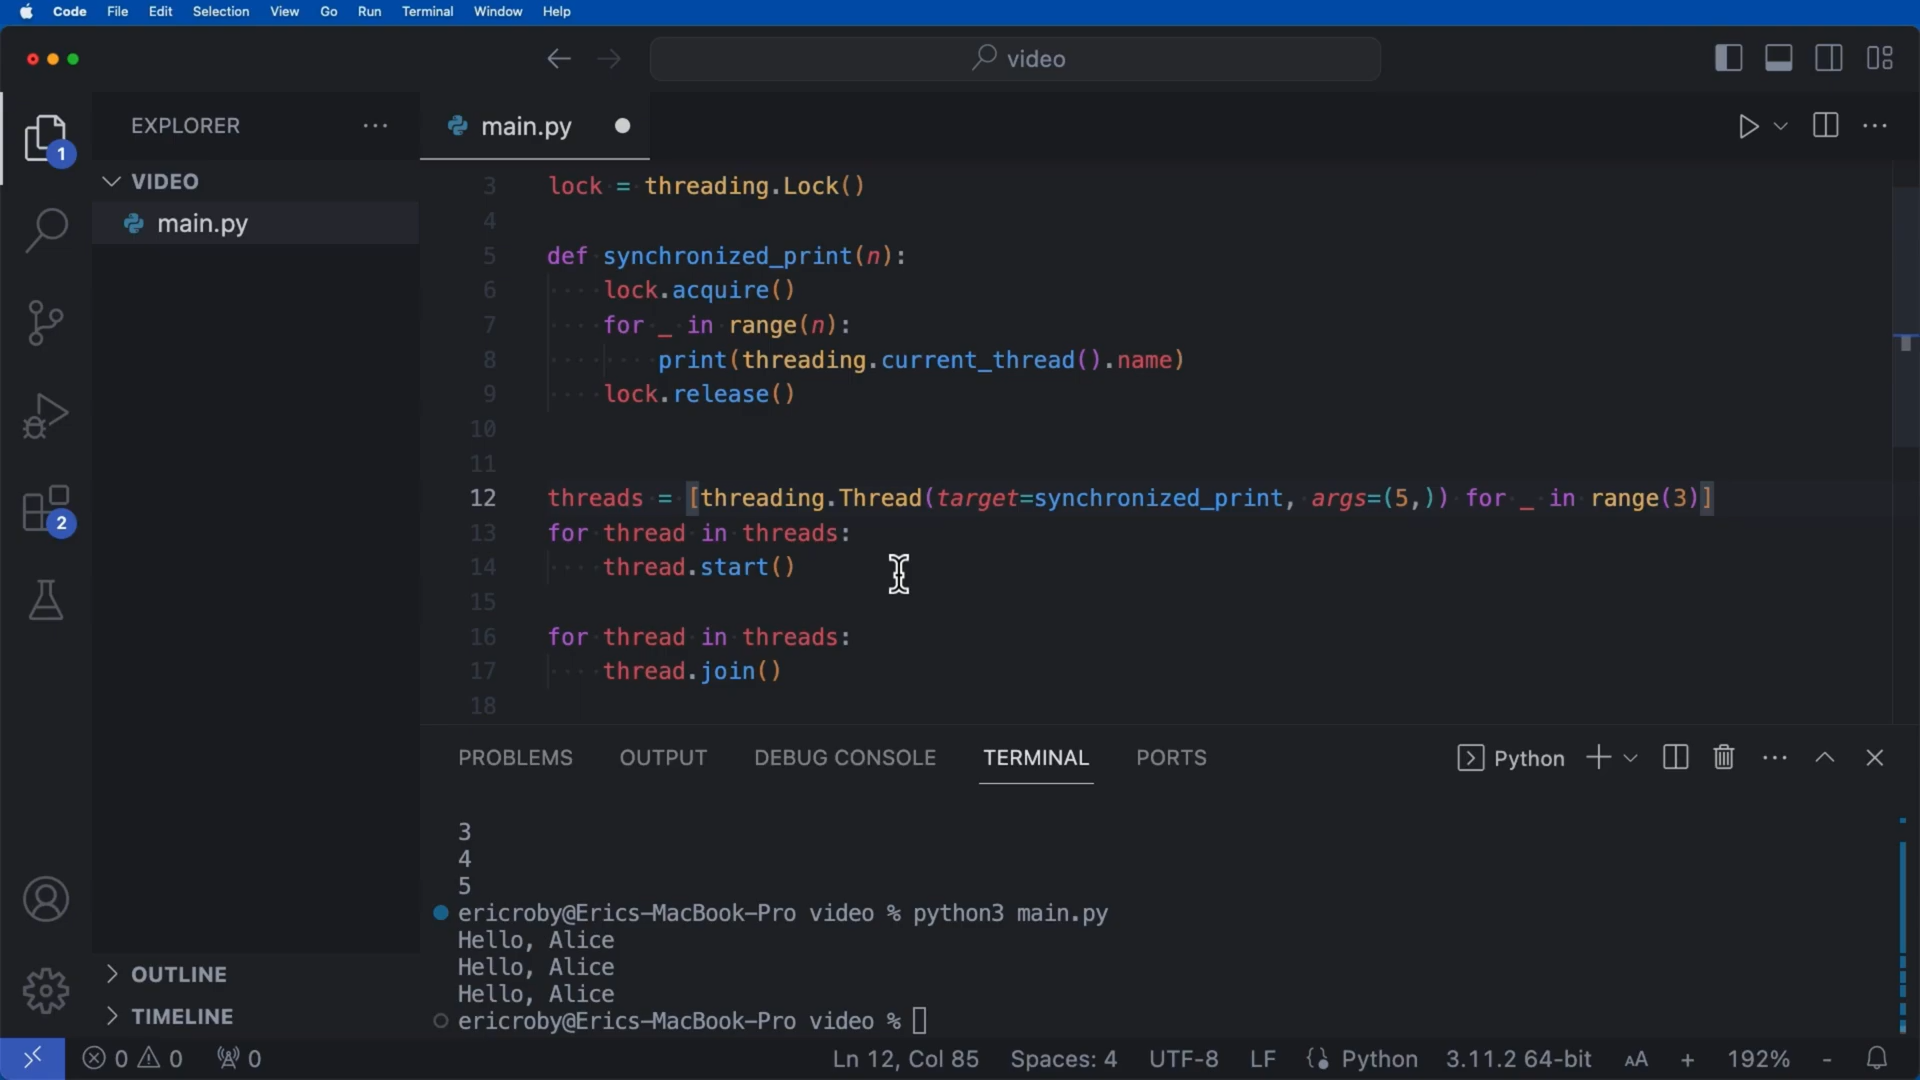 Code File Edit Selection View Go Run Terminal Window Help
video
EXPLORER
main.py
1
VIDEO
main.py
3 lock = threading.Lock()
4
5 def synchronized_print(n):
6 lock.acquire()
7 for _ in range(n):
8 print(threading.current_thread().name)
9 lock.release()
10
11
12 threads = [threading.Thread(target=synchronized_print, args=(5,)) for _ in range(3)]
13 for thread in threads:
14 thread.start()
15
16 for thread in threads:
17 thread.join()
18
2
PROBLEMS OUTPUT DEBUG CONSOLE TERMINAL PORTS Python
3
4
5
ericroby@Erics-MacBook-Pro video % python3 main.py
Hello, Alice
Hello, Alice
Hello, Alice
ericroby@Erics-MacBook-Pro video %
OUTLINE
TIMELINE
0 0 0 Ln 12, Col 85 Spaces: 4 UTF-8 LF Python 3.11.2 64-bit AA + 192% -